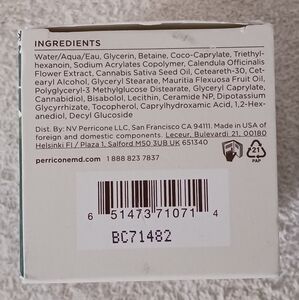 INGREDIENTS
Water/Aqua/Eau, Glycerin, Betaine, Coco-Caprylate, Triethyl-
hexanoin, Sodium Acrylates Copolymer, Calendula Officinalis
Flower Extract, Cannabis Sativa Seed Oil, Ceteareth-30, Cet-
earyl Alcohol, Glyceryl Stearate, Mauritia Flexuosa Fruit Oil,
Polyglyceryl-3 Methylglucose Distearate, Glyceryl Caprylate,
Cannabidiol, Bisabolol, Lecithin, Ceramide NP, Dipotassium
Glycyrrhizate, Tocopherol, Caprylhydroxamic Acid, 1,2-Hex-
anediol, Decyl Glucoside
Dist. By: NV Perricone LLC, San Francisco CA 94111. Made in USA of
foreign and domestic components. Leceur, Bulevardi 21, 00180
Helsinki FI / Plaza 1, Salford M50 3UB UK 651340
perriconemd.com 1 888 823 7837
21
PAP
6 51473 71071 4
BC71482